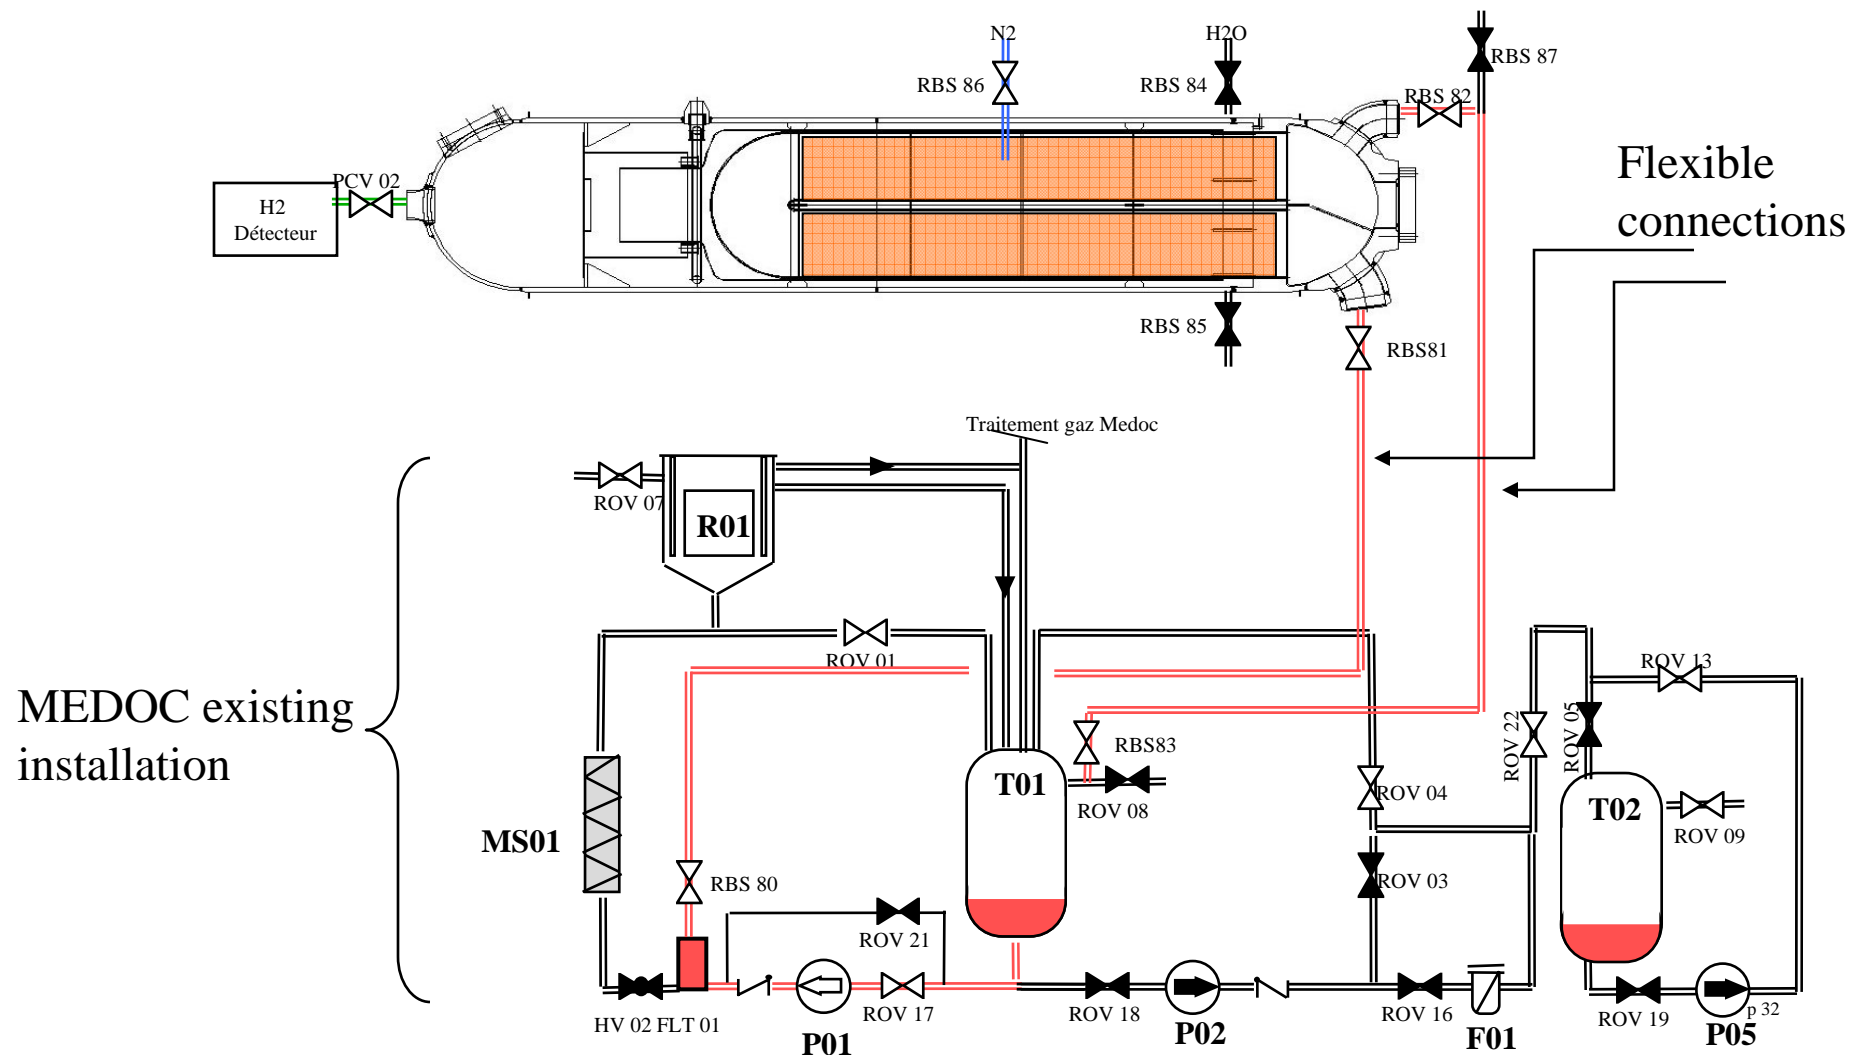 N2
H2O
RBS 86
RBS 84
RBS 87
RBS 82
Flexible
connections
PCV 02
H2
Détecteur
RBS 85
RBS81
Traitement gaz Medoc
ROV 07
R01
ROV 01
ROV 13
MEDOC existing
installation
RBS83
ROV 22
ROV 05
T01
ROV 08
ROV 04
T02
ROV 09
MS01
RBS 80
ROV 03
ROV 21
HV 02 FLT 01
ROV 17
P01
ROV 18
P02
ROV 16
F01
ROV 19
P05
p 32